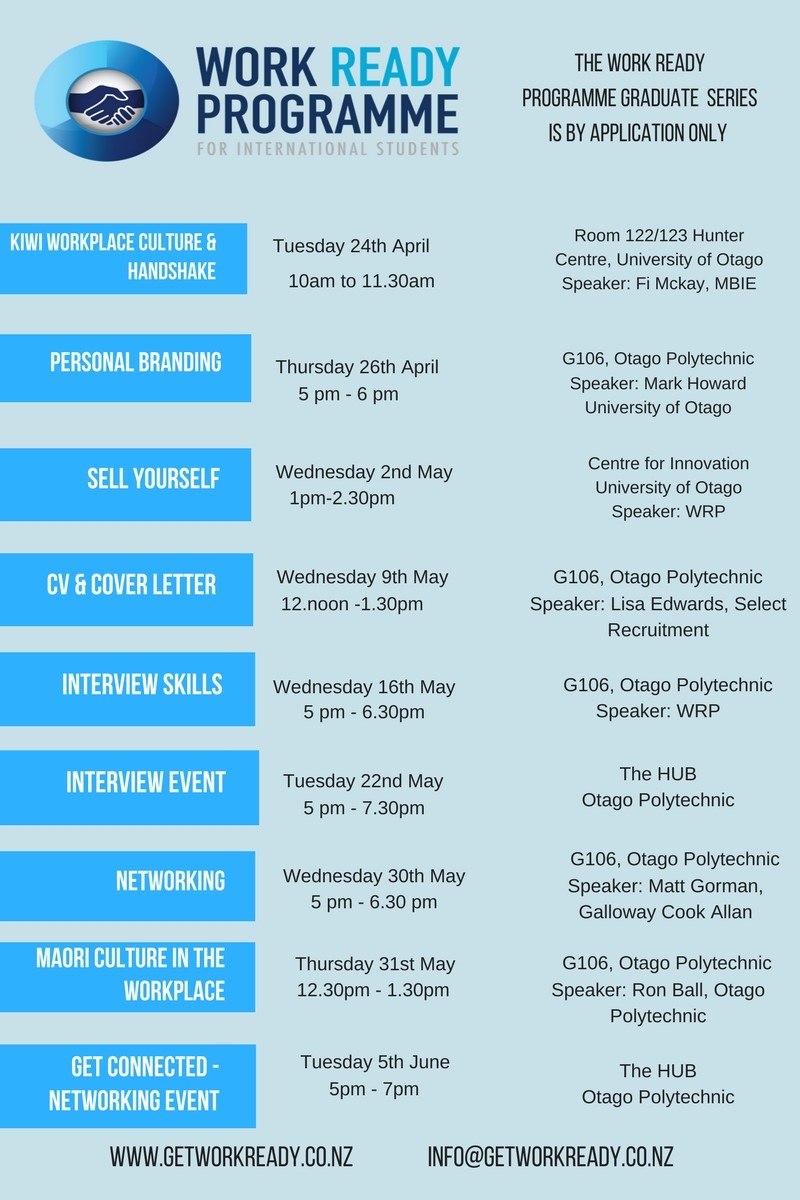 WORK READY
PROGRAMME
FOR INTERNATIONAL STUDENTS
THE WORK READY
PROGRAMME GRADUATE SERIES
IS BY APPLICATION ONLY
KIWI WORKPLACE CULTURE &
HANDSHAKE
Tuesday 24th April
10am to 11.30am
Room 122/123 Hunter
Centre, University of Otago
Speaker: Fi Mckay, MBIE
PERSONAL BRANDING
Thursday 26th April
5 pm - 6 pm
G106, Otago Polytechnic
Speaker: Mark Howard
University of Otago
SELL YOURSELF
Wednesday 2nd May
1pm-2.30pm
Centre for Innovation
University of Otago
Speaker: WRP
CV & COVER LETTER
Wednesday 9th May
12.noon -1.30pm
G106, Otago Polytechnic
Speaker: Lisa Edwards, Select
Recruitment
INTERVIEW SKILLS
Wednesday 16th May
5 pm - 6.30pm
G106, Otago Polytechnic
Speaker: WRP
INTERVIEW EVENT
Tuesday 22nd May
5 pm - 7.30pm
The HUB
Otago Polytechnic
NETWORKING
Wednesday 30th May
5 pm - 6.30 pm
G106, Otago Polytechnic
Speaker: Matt Gorman,
Galloway Cook Allan
MAORI CULTURE IN THE
WORKPLACE
Thursday 31st May
12.30pm - 1.30pm
G106, Otago Polytechnic
Speaker: Ron Ball, Otago
Polytechnic
GET CONNECTED -
NETWORKING EVENT
Tuesday 5th June
5pm - 7pm
The HUB
Otago Polytechnic
WWW.GETWORKREADY.CO.NZ
INFO@GETWORKREADY.CO.NZ